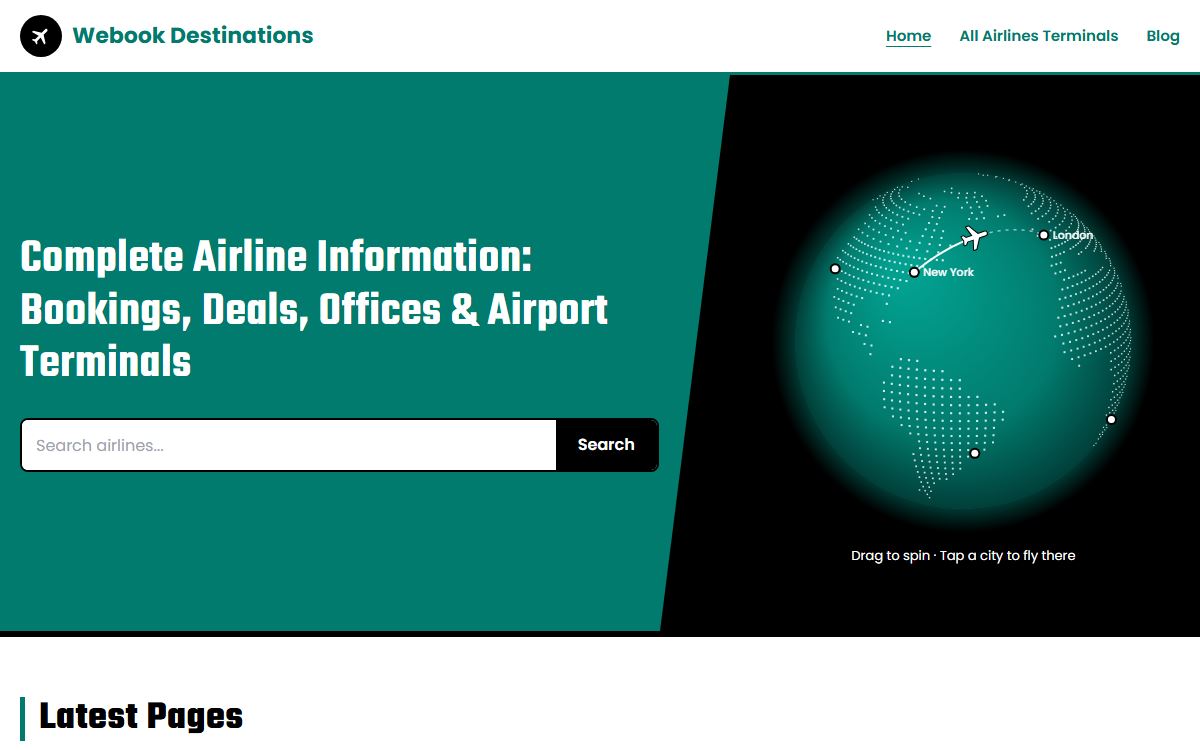 Webook Destinations
Home
All Airlines Terminals
Blog
Complete Airline Information:
Bookings, Deals, Offices & Airport
Terminals
Search airlines...
Search
London
New York
Drag to spin · Tap a city to fly there
Latest Pages